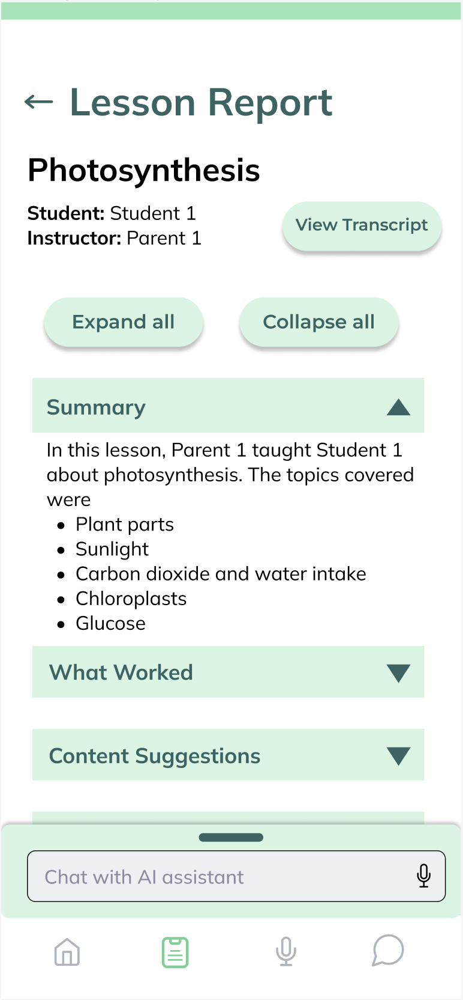 Lesson Report
Photosynthesis
Student: Student 1
Instructor: Parent 1
View Transcript
Expand all
Collapse all
Summary
In this lesson, Parent 1 taught Student 1
about photosynthesis. The topics covered
were
• Plant parts
• Sunlight
• Carbon dioxide and water intake
• Chloroplasts
• Glucose
What Worked
Content Suggestions
Chat with AI assistant